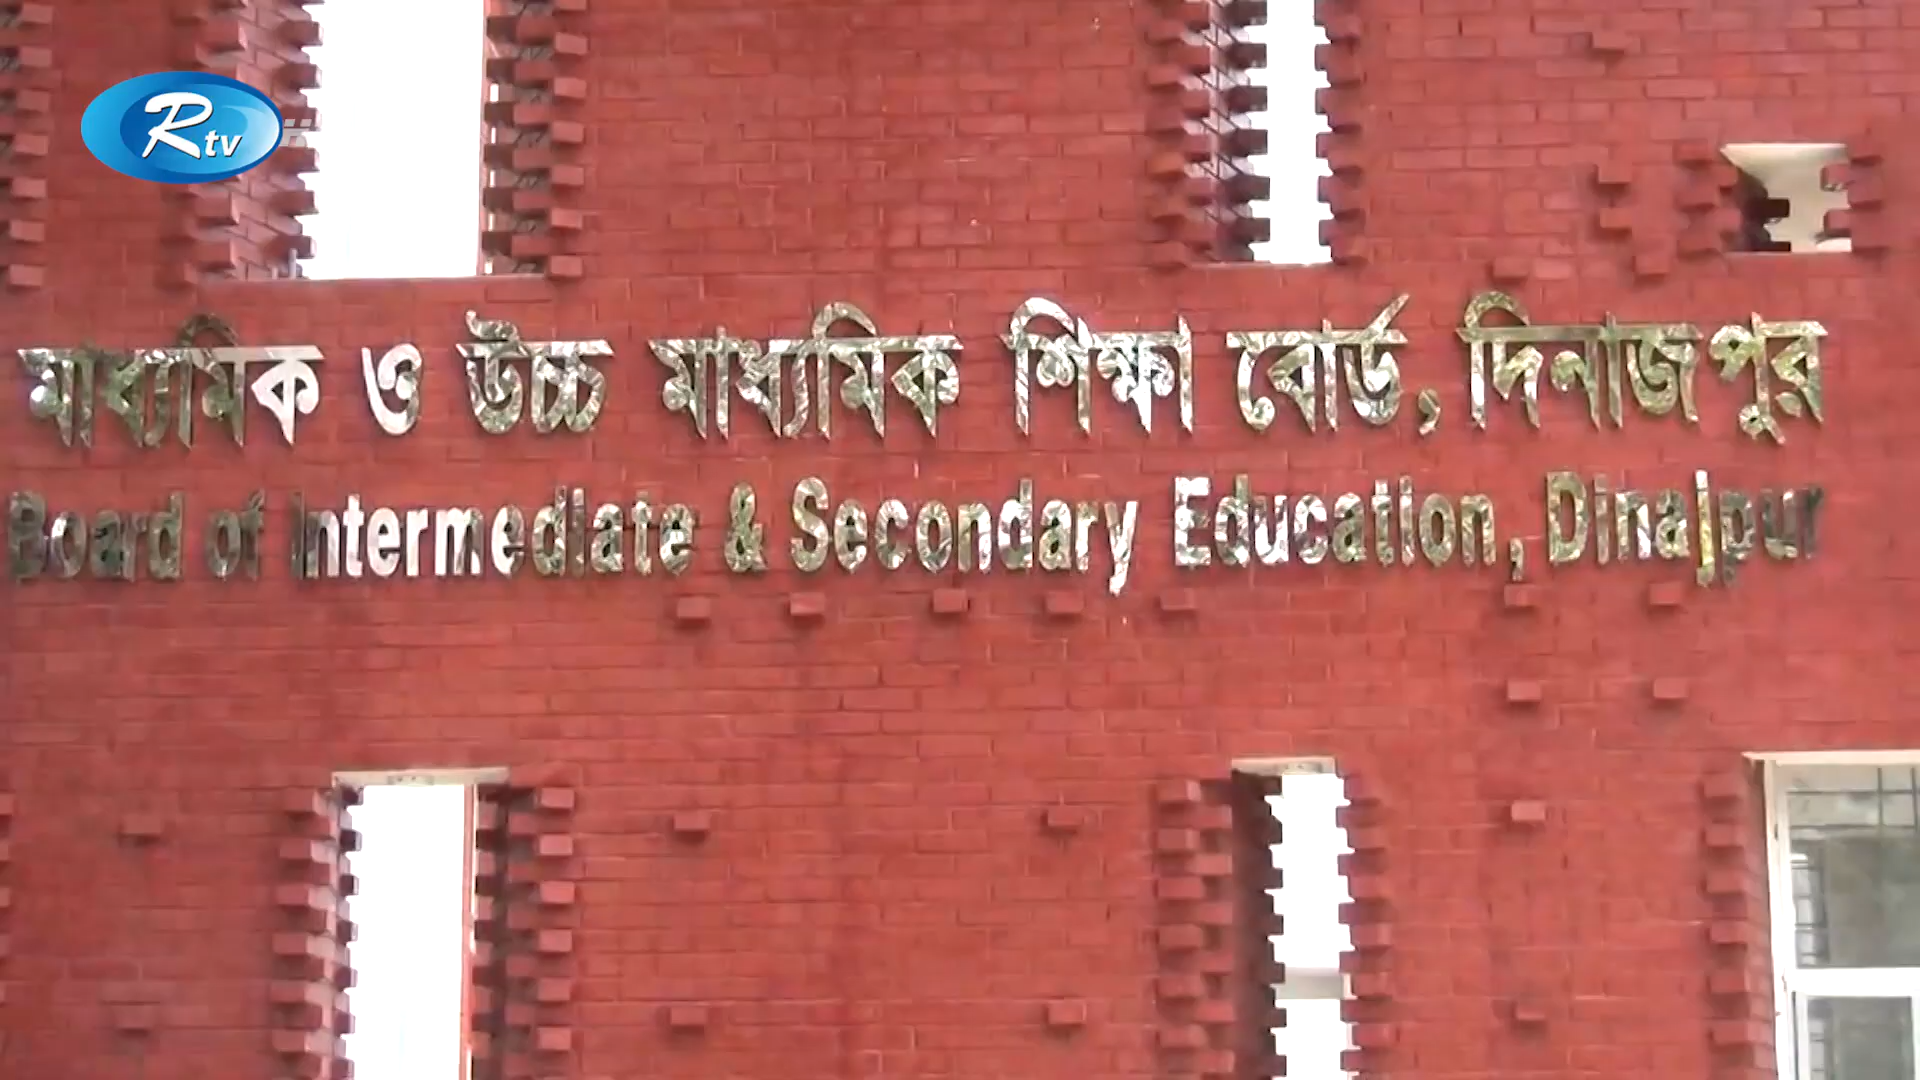 Rtv
মাধ্যমিক ও উচ্চ মাধ্যমিক শিক্ষা বোর্ড, দিনাজপুর
Board of Intermediate & Secondary Education, Dinajpur